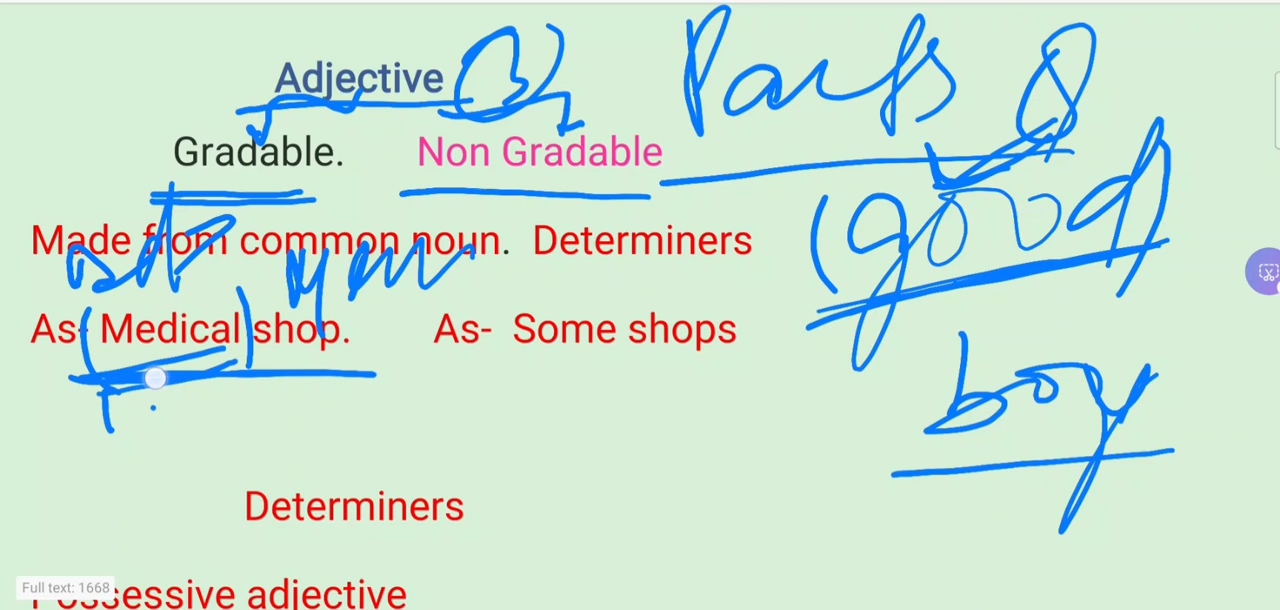 Adjective
Gradable. Non Gradable
Made from common noun. Determiners
As- Medical shop. As- Some shops
Determiners
Possessive adjective
Full text: 1668
Parts
(good)
boy